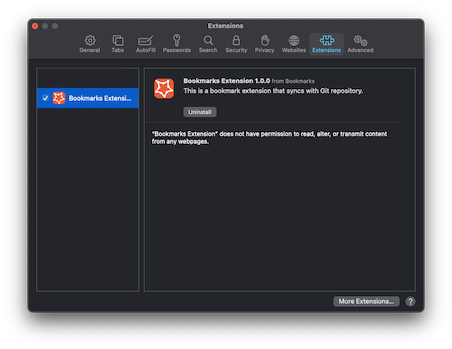 Extensions
General Tabs AutoFill Passwords Search Security Privacy Websites Extensions Advanced
Bookmarks Extensi...
Bookmarks Extension 1.0.0 from Bookmarks
This is a bookmark extension that syncs with Git repository.
Uninstall
"Bookmarks Extension" does not have permission to read, alter, or transmit content
from any webpages.
More Extensions... ?